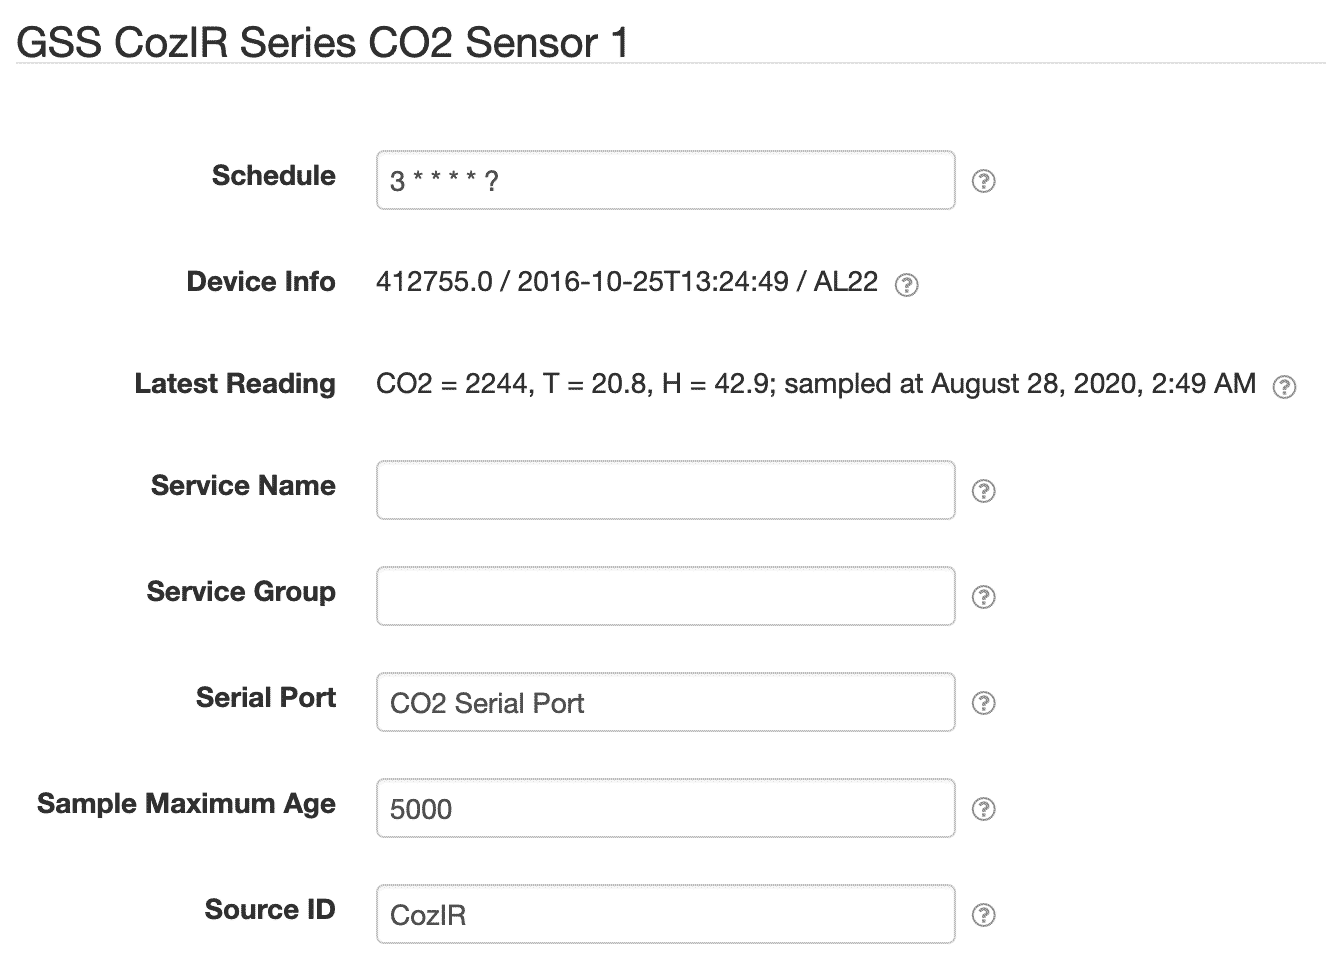 GSS CozIR Series CO2 Sensor 1
Schedule 3 * * * * ? ?
Device Info 412755.0 / 2016-10-25T13:24:49 / AL22 ?
Latest Reading CO2 = 2244, T = 20.8, H = 42.9; sampled at August 28, 2020, 2:49 AM ?
Service Name ?
Service Group ?
Serial Port CO2 Serial Port ?
Sample Maximum Age 5000 ?
Source ID CozIR ?